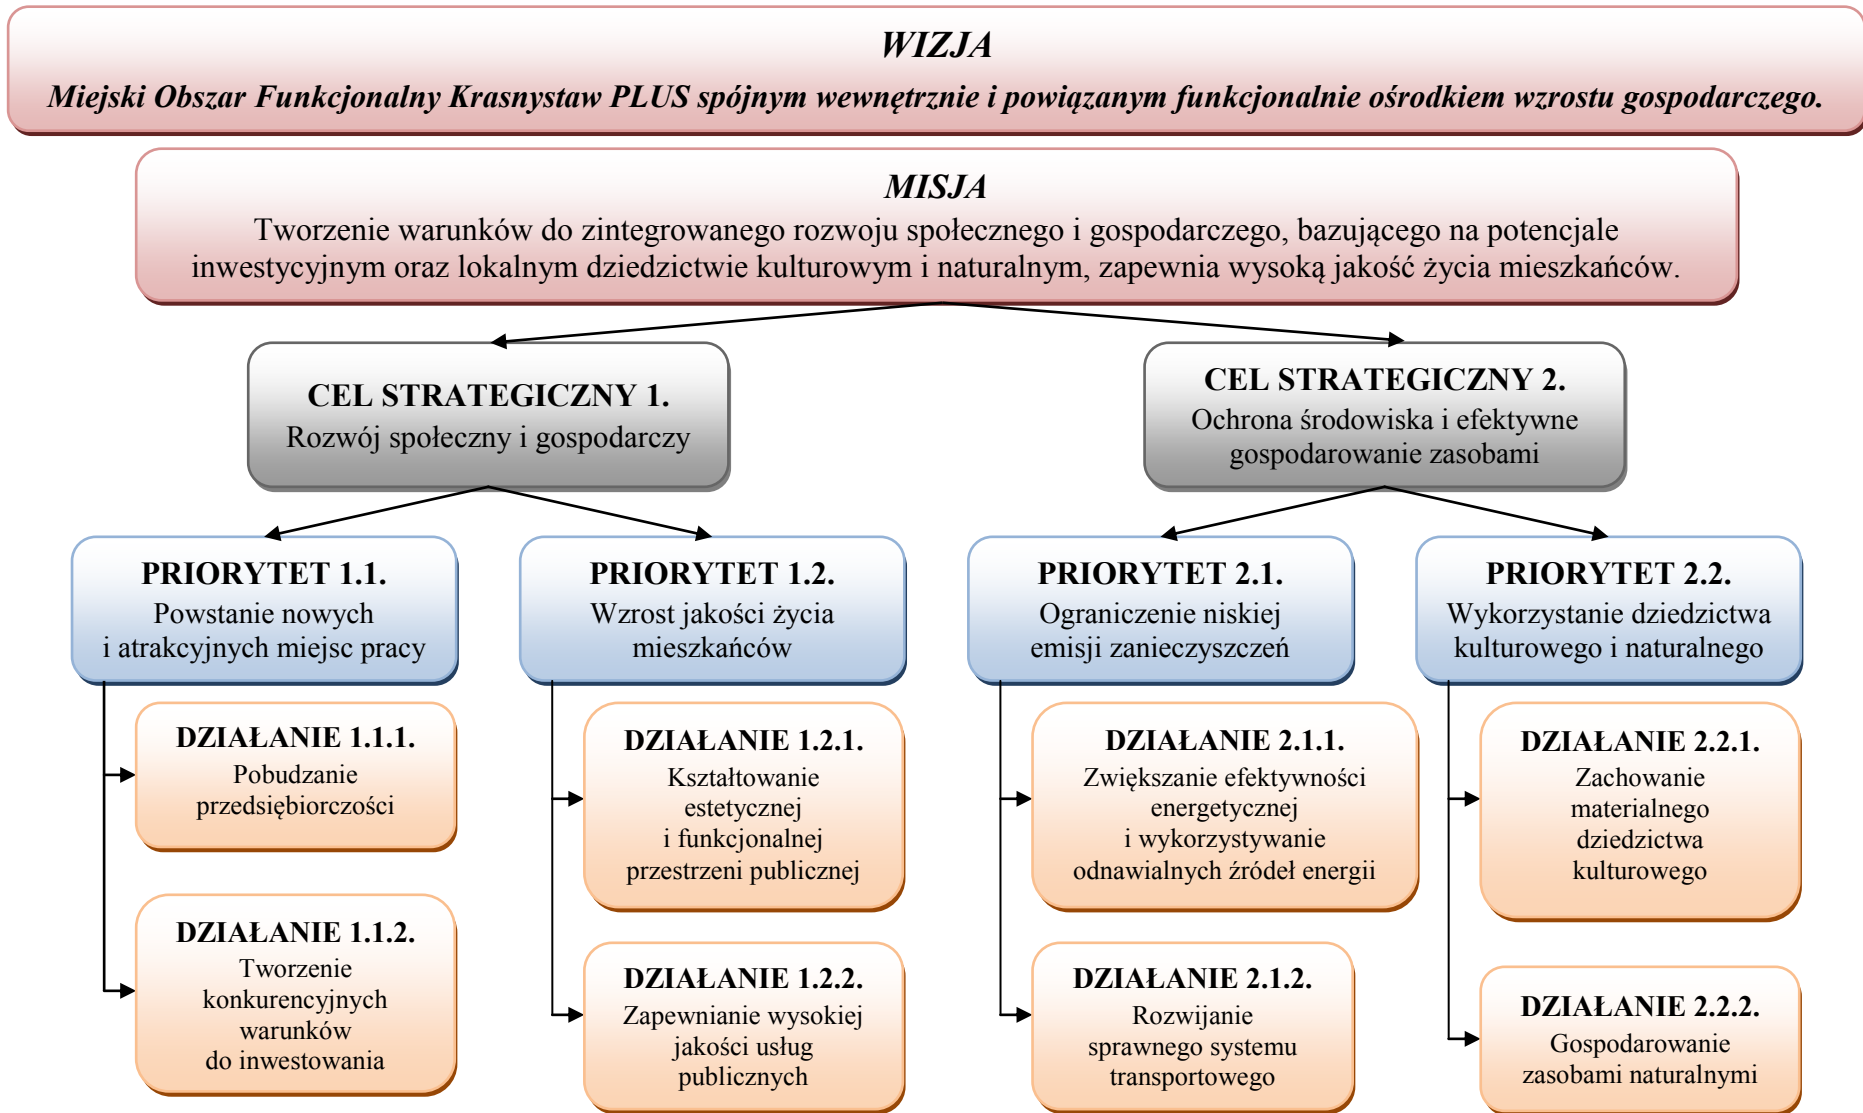 WIZJA
Miejski Obszar Funkcjonalny Krasnystaw PLUS spójnym wewnętrznie i powiązanym funkcjonalnie ośrodkiem wzrostu gospodarczego.
MISJA
Tworzenie warunków do zintegrowanego rozwoju społecznego i gospodarczego, bazującego na potencjale
inwestycyjnym oraz lokalnym dziedzictwie kulturowym i naturalnym, zapewnia wysoką jakość życia mieszkańców.
CEL STRATEGICZNY 1.
Rozwój społeczny i gospodarczy
CEL STRATEGICZNY 2.
Ochrona środowiska i efektywne
gospodarowanie zasobami
PRIORYTET 1.1.
Powstanie nowych
i atrakcyjnych miejsc pracy
PRIORYTET 1.2.
Wzrost jakości życia
mieszkańców
PRIORYTET 2.1.
Ograniczenie niskiej
emisji zanieczyszczeń
PRIORYTET 2.2.
Wykorzystanie dziedzictwa
kulturowego i naturalnego
DZIAŁANIE 1.1.1.
Pobudzanie
przedsiębiorczości
DZIAŁANIE 1.2.1.
Kształtowanie
estetycznej
i funkcjonalnej
przestrzeni publicznej
DZIAŁANIE 2.1.1.
Zwiększanie efektywności
energetycznej
i wykorzystywanie
odnawialnych źródeł energii
DZIAŁANIE 2.2.1.
Zachowanie
materialnego
dziedzictwa
kulturowego
DZIAŁANIE 1.1.2.
Tworzenie
konkurencyjnych
warunków
do inwestowania
DZIAŁANIE 1.2.2.
Zapewnianie wysokiej
jakości usług
publicznych
DZIAŁANIE 2.1.2.
Rozwijanie
sprawnego systemu
transportowego
DZIAŁANIE 2.2.2.
Gospodarowanie
zasobami naturalnymi